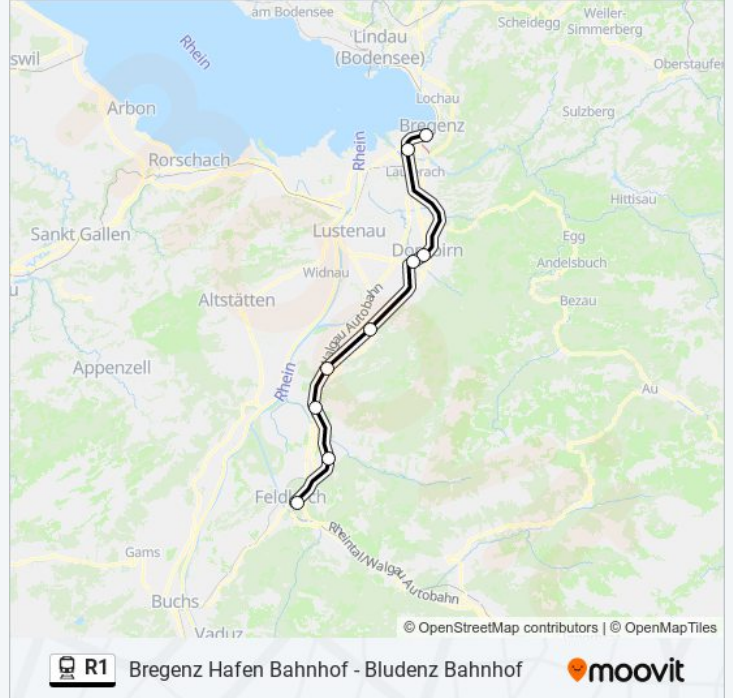 am Bodensee
Weiler-
Simmerberg
Scheidegg
Lindau
(Bodensee)
swil
Rhein
Oberstaufen
Lochau
Arbon
Sulzberg
Bregenz
Rhein
Rorschach
Lauterach
Hittisau
Sankt Gallen
Lustenau
Egg
Dornbirn
Andelsbuch
Widnau
u
Altstätten
Bezau
algau Autobahn
Appenzell
Rhein
Au
Feldkirch
Rheintal/Walgau Autobahn
Gams
Buchs
Vaduz
© OpenStreetMap contributors | © OpenMapTiles
R1 Bregenz Hafen Bahnhof - Bludenz Bahnhof
moovit